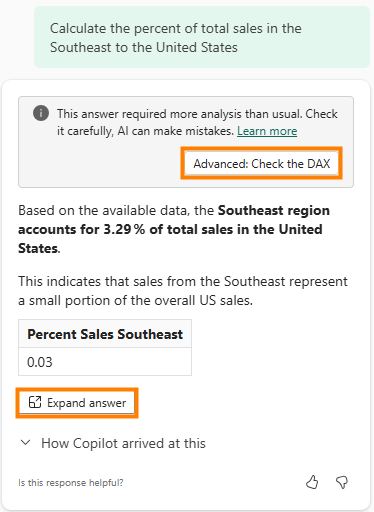 Calculate the percent of total sales in the
Southeast to the United States
This answer required more analysis than usual. Check
it carefully, AI can make mistakes. Learn more
Advanced: Check the DAX
Based on the available data, the Southeast region
accounts for 3.29 % of total sales in the United
States.
This indicates that sales from the Southeast represent
a small portion of the overall US sales.
Percent Sales Southeast
0.03
Expand answer
How Copilot arrived at this
Is this response helpful?